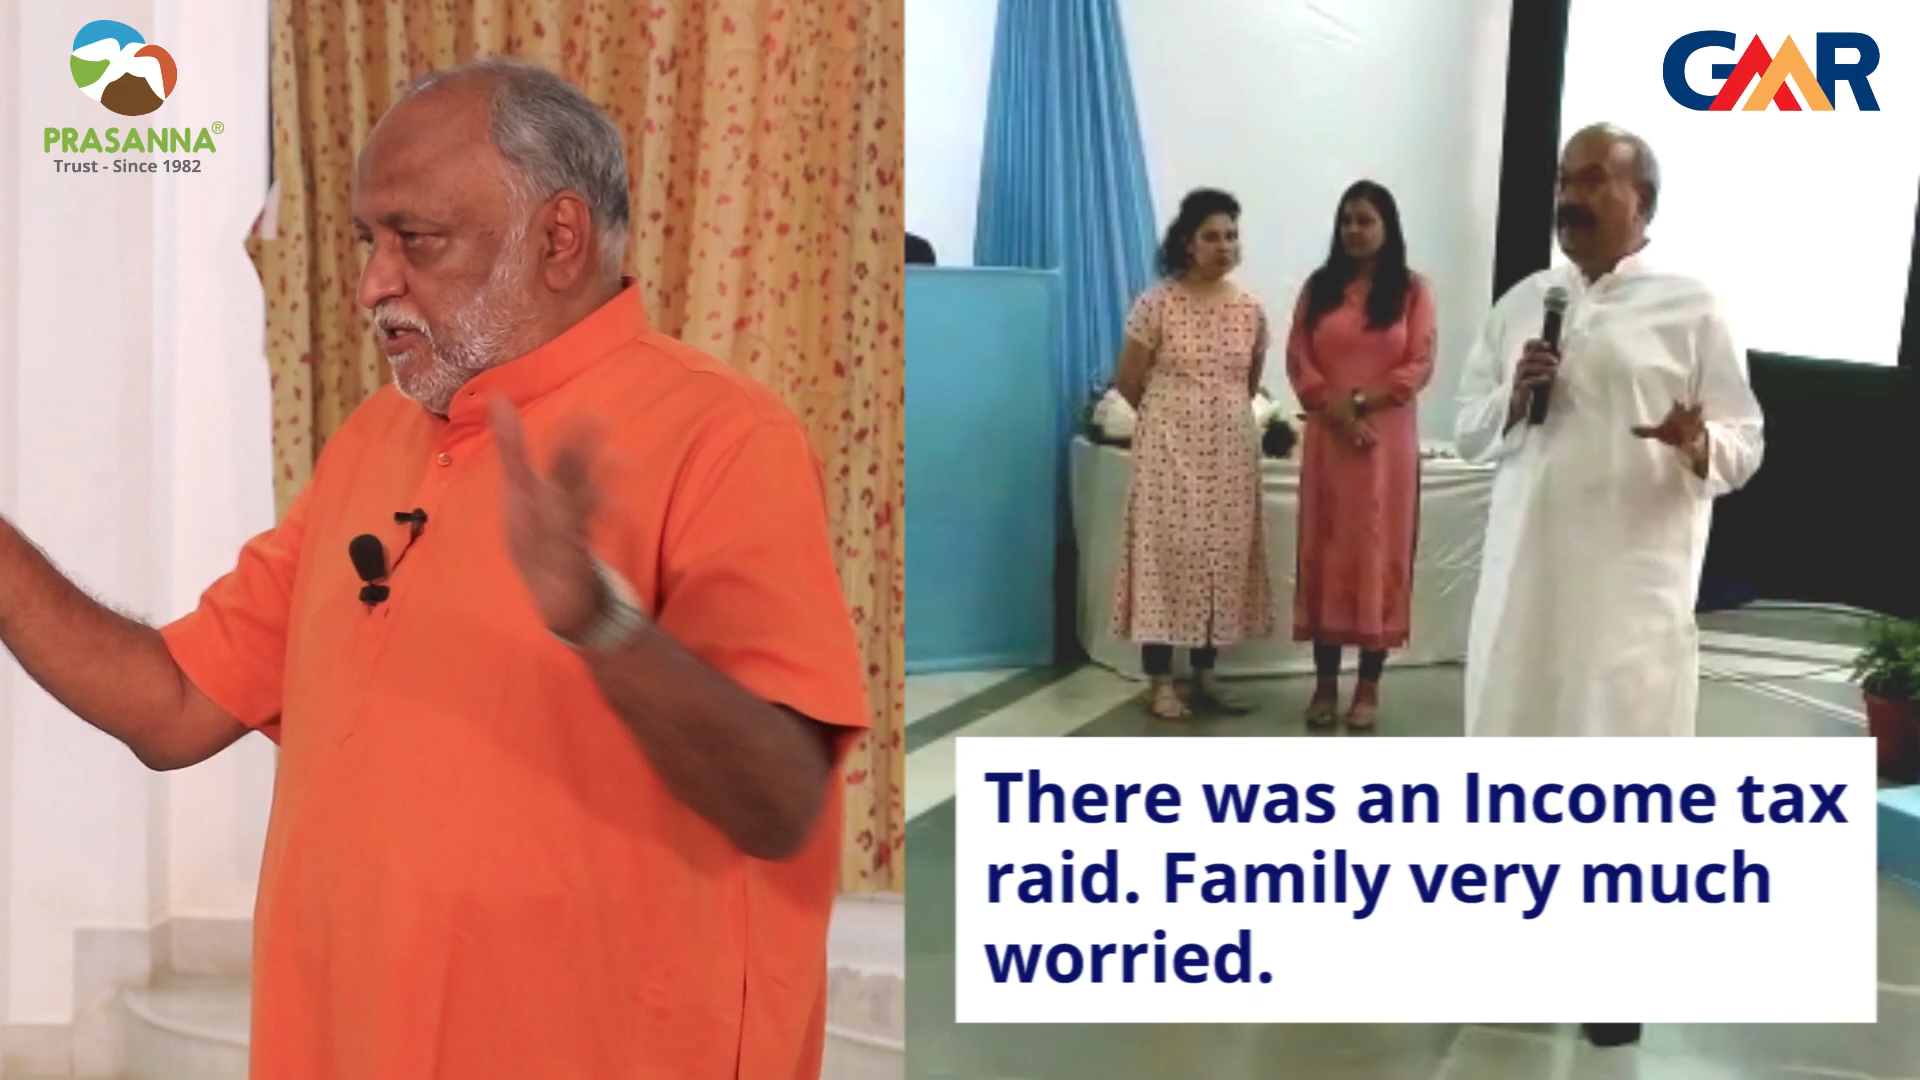 PRASANNA®
Trust - Since 1982
GMR
There was an Income tax
raid. Family very much
worried.